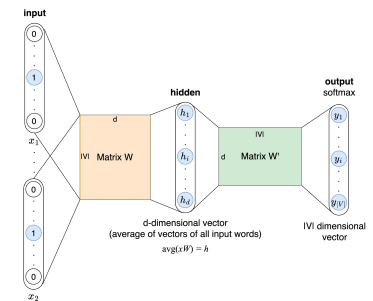 input
0
1
0
x₁
0
1
0
x₂
d
|V|
Matrix W
hidden
h₁
hᵢ
h_d
d-dimensional vector
(average of vectors of all input words)
avg(xW) = h
|V|
d
Matrix W'
output
softmax
y₁
yᵢ
y|V|
|V| dimensional
vector